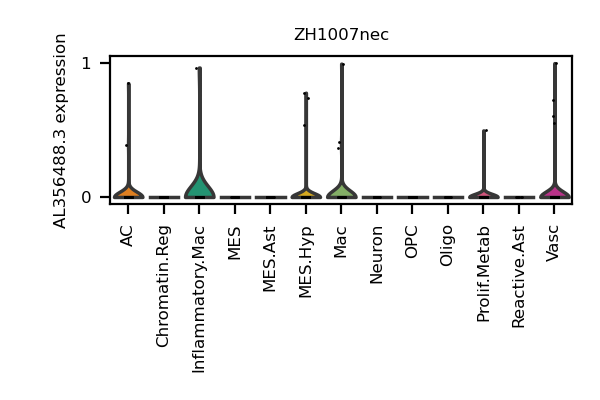 ZH1007nec
AL356488.3 expression
1
0
AC
Chromatin.Reg
Inflammatory.Mac
MES
MES.Ast
MES.Hyp
Mac
Neuron
OPC
Oligo
Prolif.Metab
Reactive.Ast
Vasc